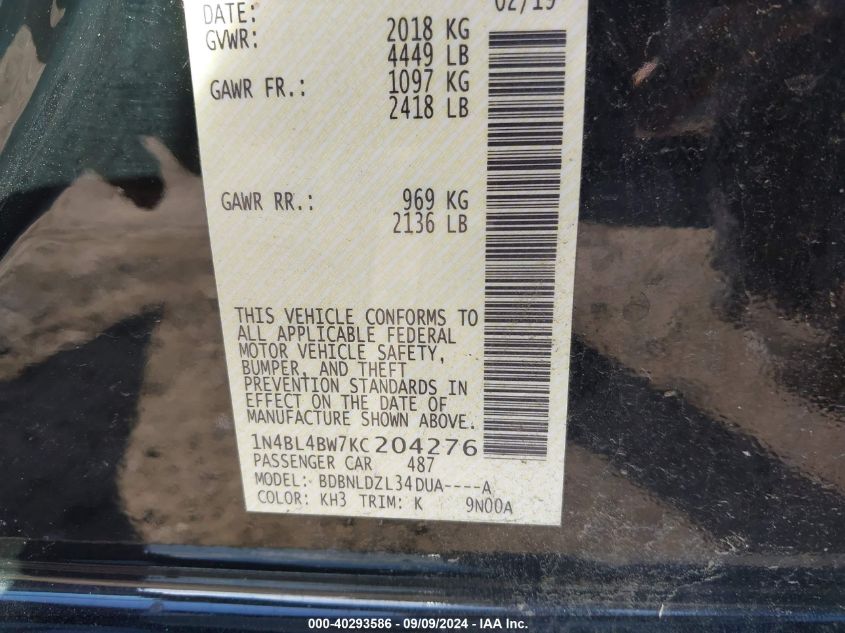 DATE: 02/19
GVWR: 2018 KG
4449 LB
GAWR FR.: 1097 KG
2418 LB
GAWR RR.: 969 KG
2136 LB
THIS VEHICLE CONFORMS TO
ALL APPLICABLE FEDERAL
MOTOR VEHICLE SAFETY,
BUMPER, AND THEFT
PREVENTION STANDARDS IN
EFFECT ON THE DATE OF
MANUFACTURE SHOWN ABOVE.
1N4BL4BW7KC204276
PASSENGER CAR 487
MODEL: BDBNLDZL34DUA----A
COLOR: KH3 TRIM: K 9N00A
000-40293586 - 09/09/2024 - IAA Inc.